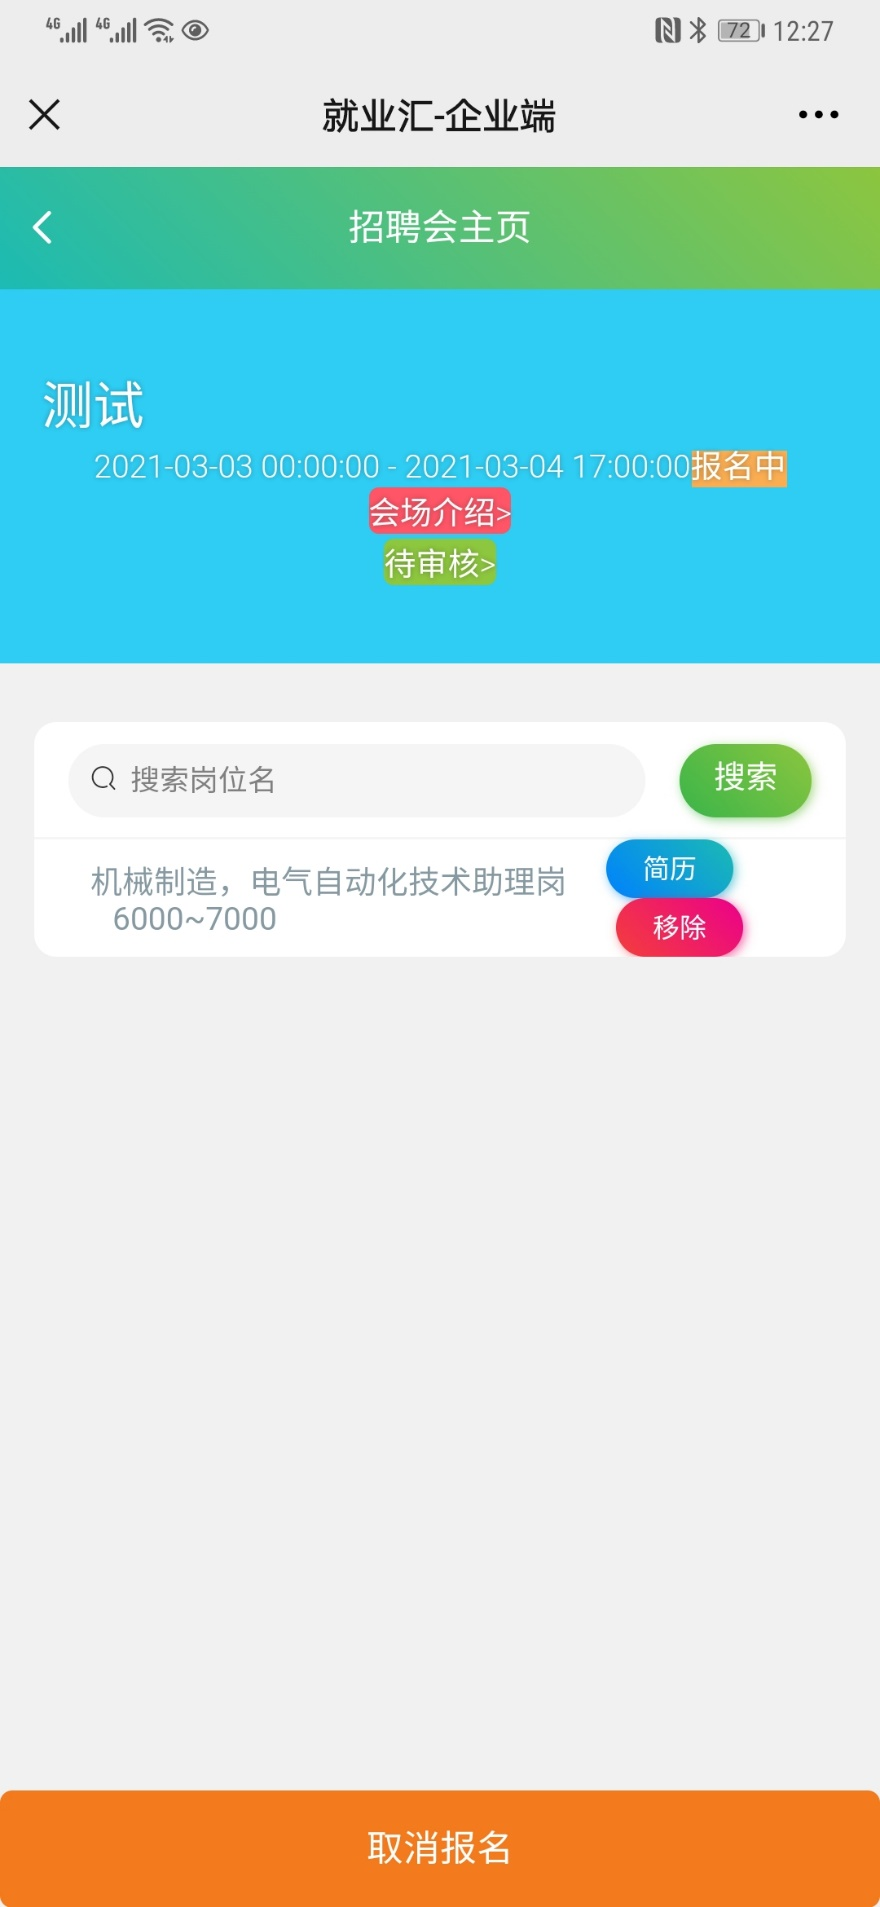 4G 4G 72 12:27
就业汇-企业端
招聘会主页
测试
2021-03-03 00:00:00 - 2021-03-04 17:00:00报名中
会场介绍>
待审核>
搜索岗位名 搜索
机械制造，电气自动化技术助理岗 简历
6000~7000 移除
取消报名